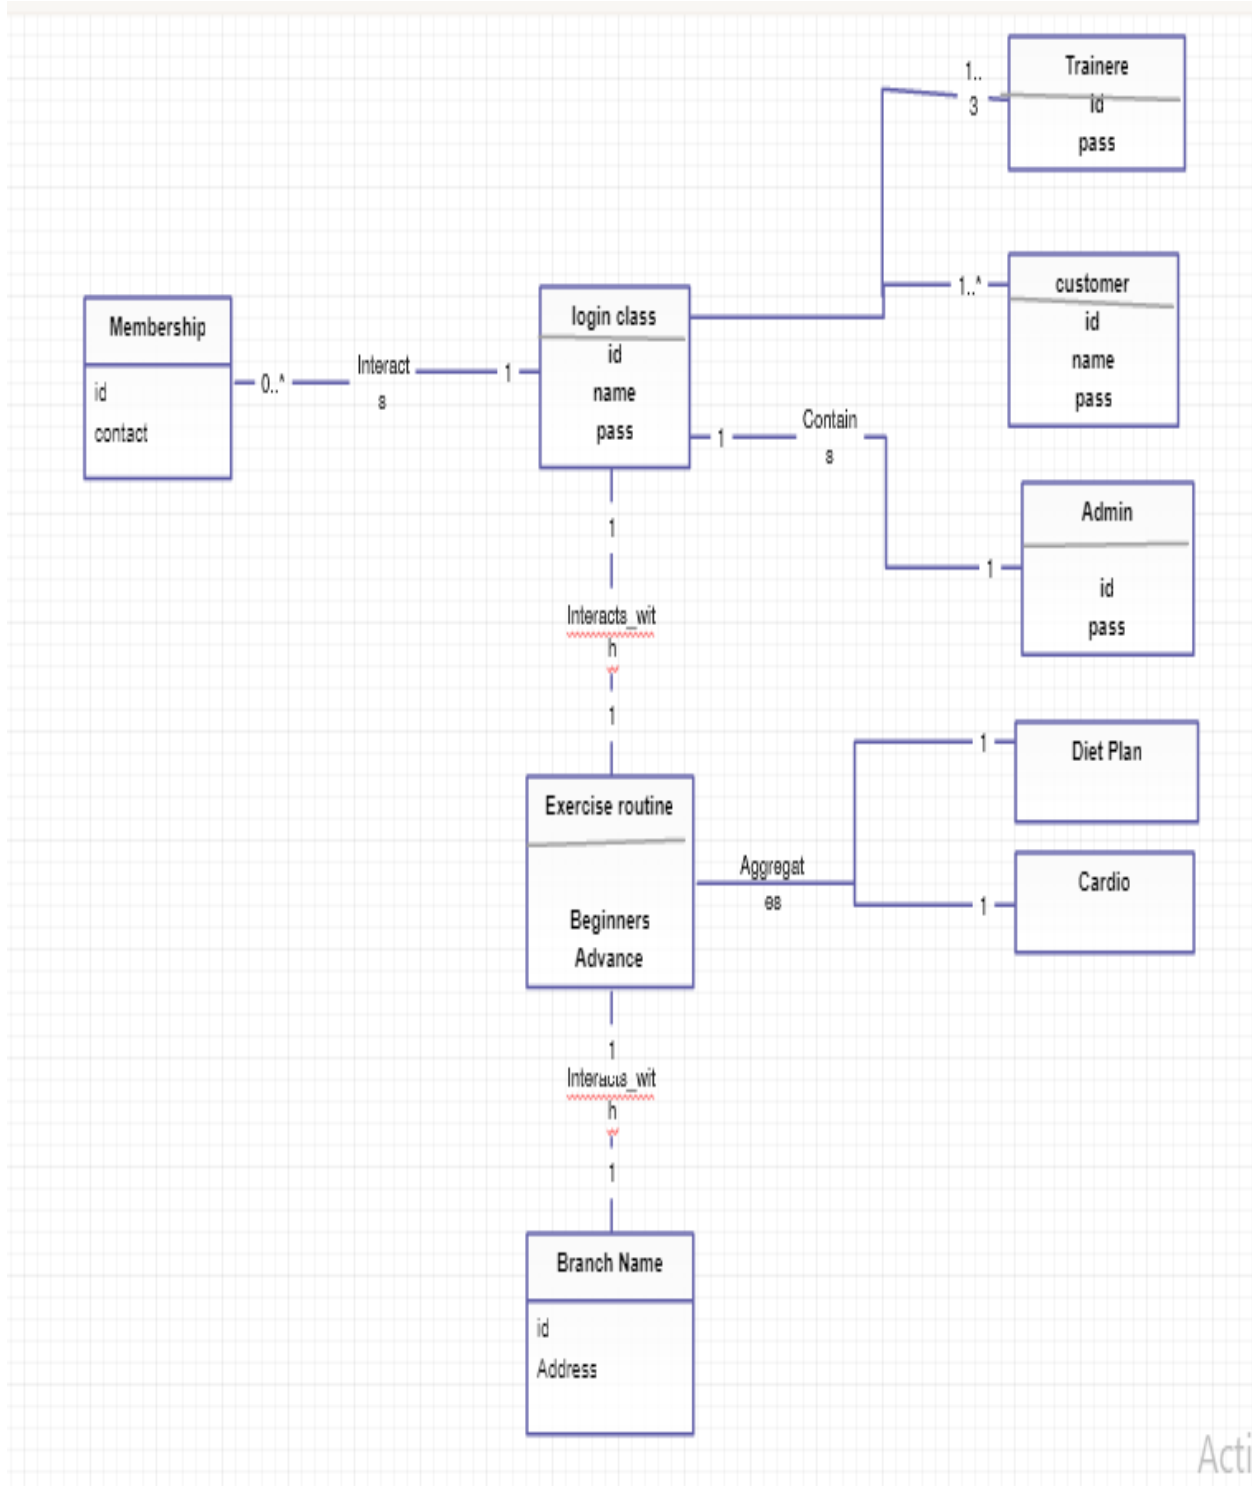 Trainere
id
pass
1..
3
customer
id
name
pass
1..*
Membership
id
contact
0..*
Interact
s
1
login class
id
name
pass
1
Contain
s
1
Admin
id
pass
1
Interacts_wit
h
1
Exercise routine
Beginners
Advance
Aggregat
es
1
Diet Plan
1
Cardio
1
Interacts_wit
h
1
Branch Name
id
Address
Acti